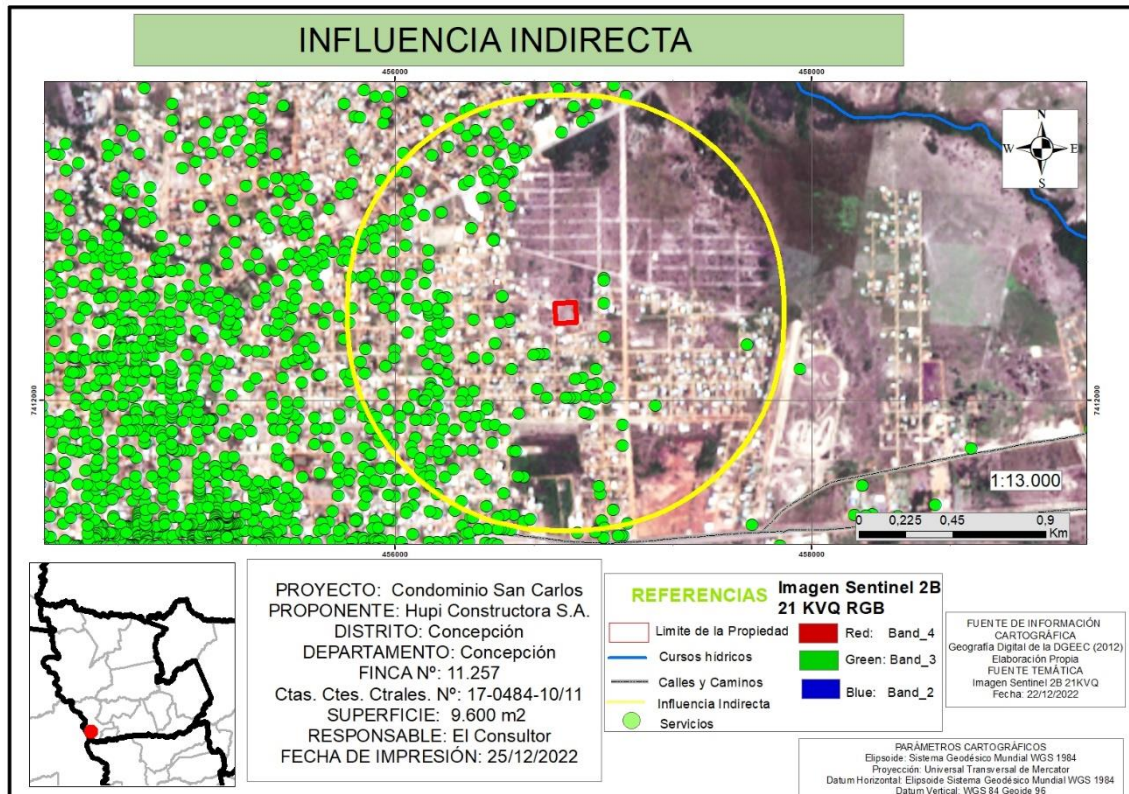 INFLUENCIA INDIRECTA
456000
458000
N
W E
S
7412000
7412000
1:13.000
0 0,225 0,45 0,9
Km
456000
458000
PROYECTO: Condominio San Carlos
PROPONENTE: Hupi Constructora S.A.
DISTRITO: Concepción
DEPARTAMENTO: Concepción
FINCA Nº: 11.257
Ctas. Ctes. Ctrales. Nº: 17-0484-10/11
SUPERFICIE: 9.600 m2
RESPONSABLE: El Consultor
FECHA DE IMPRESIÓN: 25/12/2022
REFERENCIAS
Limite de la Propiedad
Cursos hídricos
Calles y Caminos
Influencia Indirecta
Servicios
Imagen Sentinel 2B
21 KVQ RGB
Red: Band_4
Green: Band_3
Blue: Band_2
FUENTE DE INFORMACIÓN
CARTOGRÁFICA
Geografía Digital de la DGEEC (2012)
Elaboración Propia
FUENTE TEMÁTICA
Imagen Sentinel 2B 21KVQ
Fecha: 22/12/2022
PARÁMETROS CARTOGRÁFICOS
Elipsoide: Sistema Geodésico Mundial WGS 1984
Proyección: Universal Transversal de Mercator
Datum Horizontal: Elipsoide Sistema Geodésico Mundial WGS 1984
Datum Vertical: WGS 84 Geoide 96